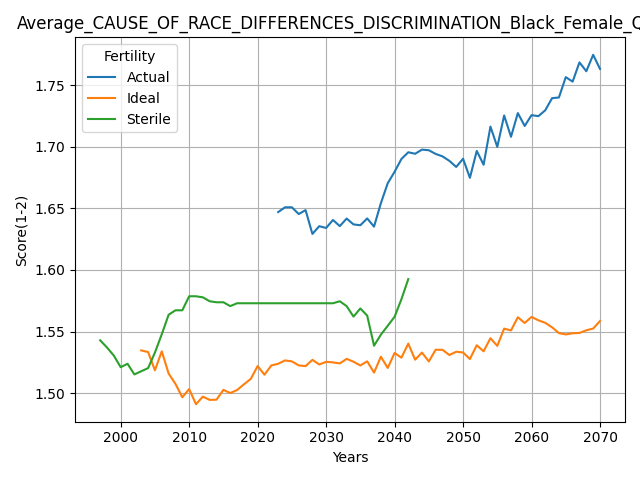 Average_CAUSE_OF_RACE_DIFFERENCES_DISCRIMINATION_Black_Female_Q
Fertility
Actual
Ideal
Sterile
Score(1-2)
1.75
1.70
1.65
1.60
1.55
1.50
2000 2010 2020 2030 2040 2050 2060 2070
Years